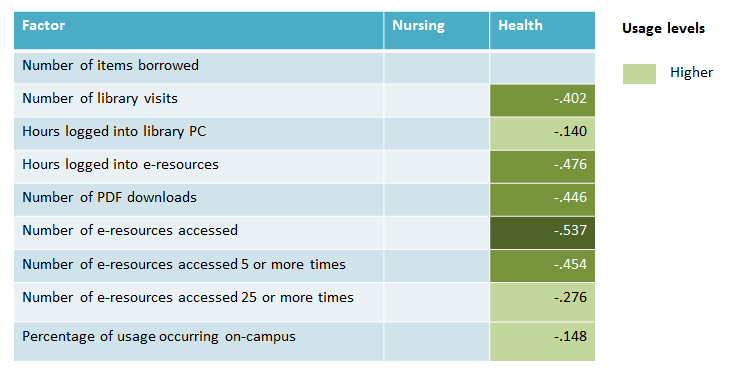 Factor Nursing Health
Usage levels
Higher
Number of items borrowed
Number of library visits -.402
Hours logged into library PC -.140
Hours logged into e-resources -.476
Number of PDF downloads -.446
Number of e-resources accessed -.537
Number of e-resources accessed 5 or more times -.454
Number of e-resources accessed 25 or more times -.276
Percentage of usage occurring on-campus -.148